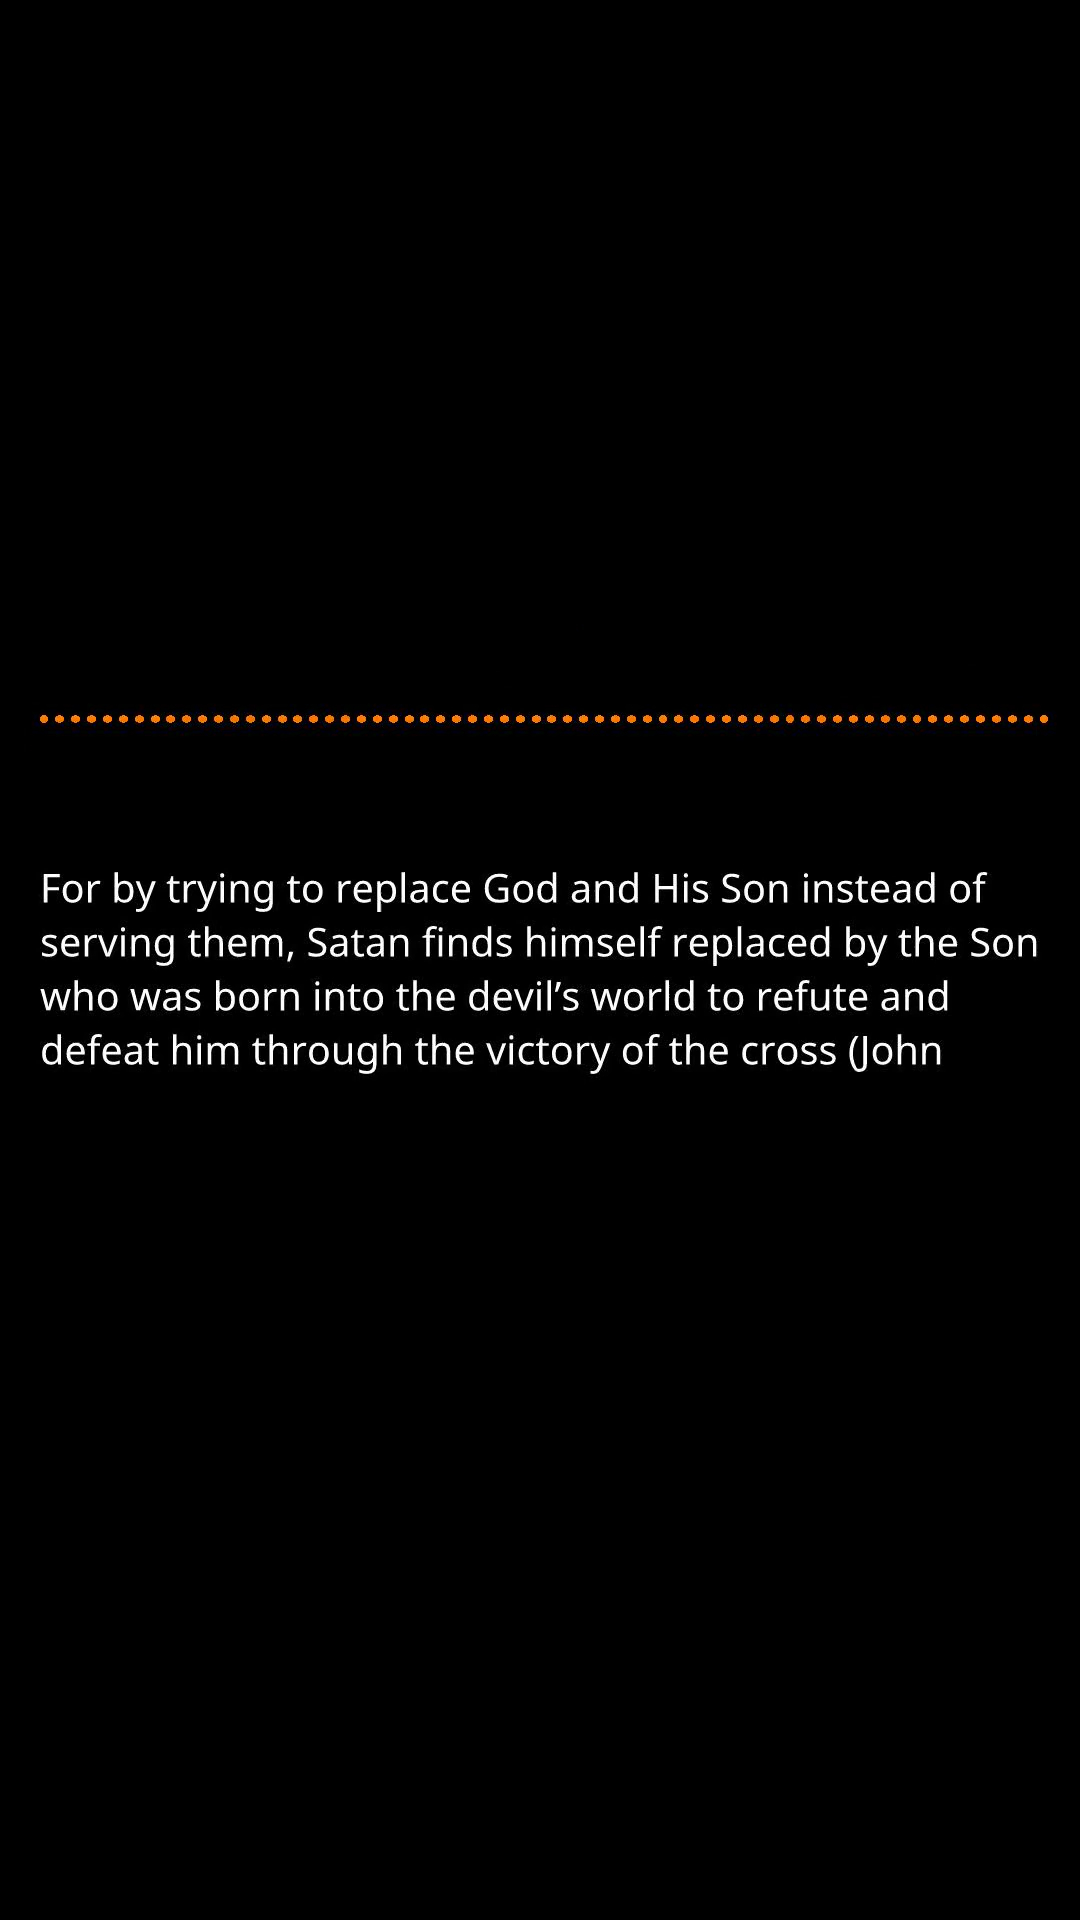 For by trying to replace God and His Son instead of
serving them, Satan finds himself replaced by the Son
who was born into the devil’s world to refute and
defeat him through the victory of the cross (John